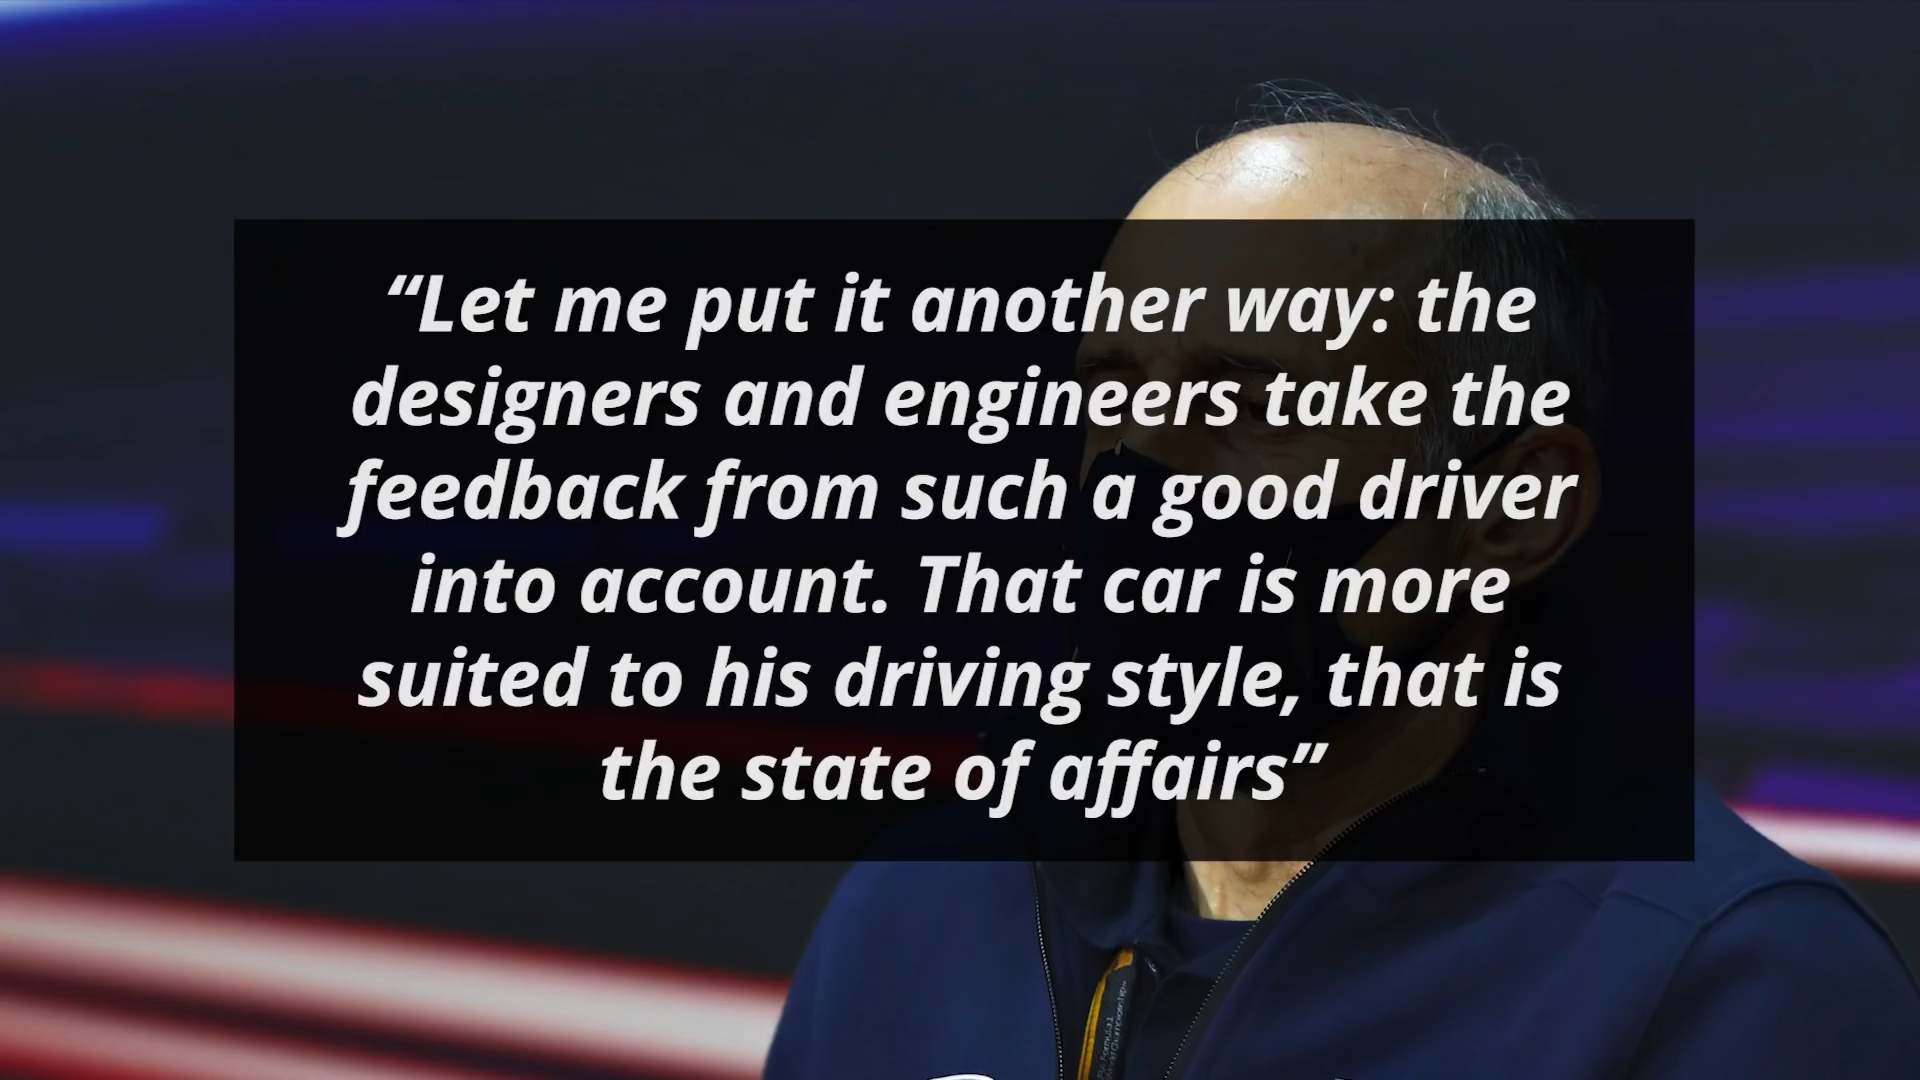 “Let me put it another way: the
designers and engineers take the
feedback from such a good driver
into account. That car is more
suited to his driving style, that is
the state of affairs”